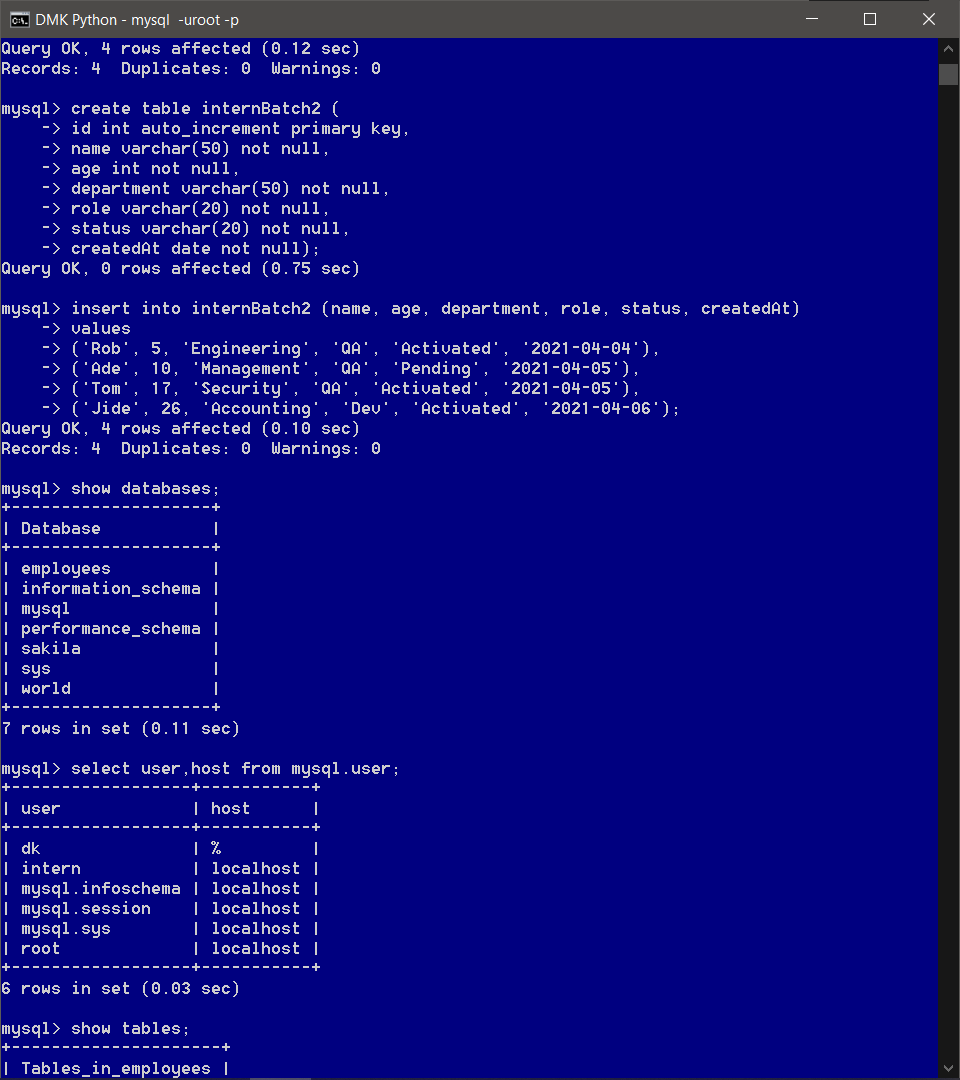 DMK Python - mysql  -uroot -p
Query OK, 4 rows affected (0.12 sec)
Records: 4  Duplicates: 0  Warnings: 0
mysql> create table internBatch2 (
    -> id int auto_increment primary key,
    -> name varchar(50) not null,
    -> age int not null,
    -> department varchar(50) not null,
    -> role varchar(20) not null,
    -> status varchar(20) not null,
    -> createdAt date not null);
Query OK, 0 rows affected (0.75 sec)
mysql> insert into internBatch2 (name, age, department, role, status, createdAt)
    -> values
    -> ('Rob', 5, 'Engineering', 'QA', 'Activated', '2021-04-04'),
    -> ('Ade', 10, 'Management', 'QA', 'Pending', '2021-04-05'),
    -> ('Tom', 17, 'Security', 'QA', 'Activated', '2021-04-05'),
    -> ('Jide', 26, 'Accounting', 'Dev', 'Activated', '2021-04-06');
Query OK, 4 rows affected (0.10 sec)
Records: 4  Duplicates: 0  Warnings: 0
mysql> show databases;
+--------------------+
| Database           |
+--------------------+
| employees          |
| information_schema |
| mysql              |
| performance_schema |
| sakila             |
| sys                |
| world              |
+--------------------+
7 rows in set (0.11 sec)
mysql> select user,host from mysql.user;
+------------------+-----------+
| user             | host      |
+------------------+-----------+
| dk               | %         |
| intern           | localhost |
| mysql.infoschema | localhost |
| mysql.session    | localhost |
| mysql.sys        | localhost |
| root             | localhost |
+------------------+-----------+
6 rows in set (0.03 sec)
mysql> show tables;
+---------------------+
| Tables_in_employees |